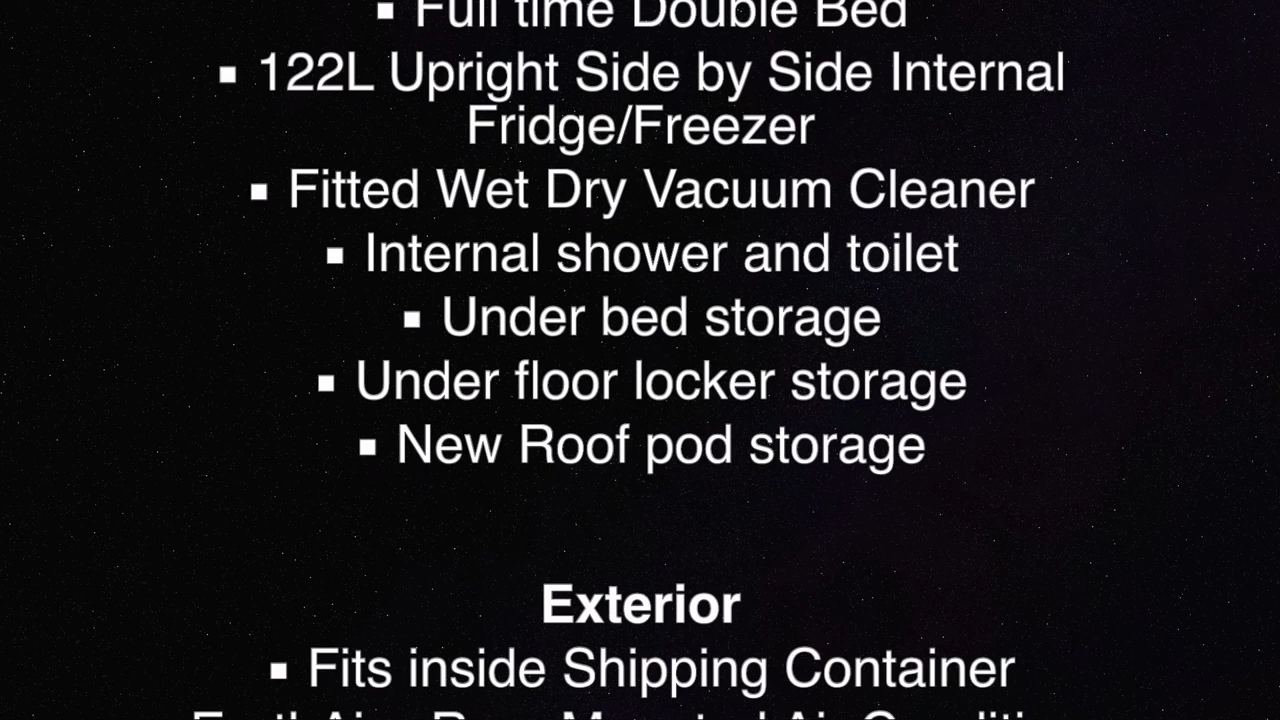 ▪ Full time Double Bed
▪ 122L Upright Side by Side Internal
Fridge/Freezer
▪ Fitted Wet Dry Vacuum Cleaner
▪ Internal shower and toilet
▪ Under bed storage
▪ Under floor locker storage
▪ New Roof pod storage
Exterior
▪ Fits inside Shipping Container